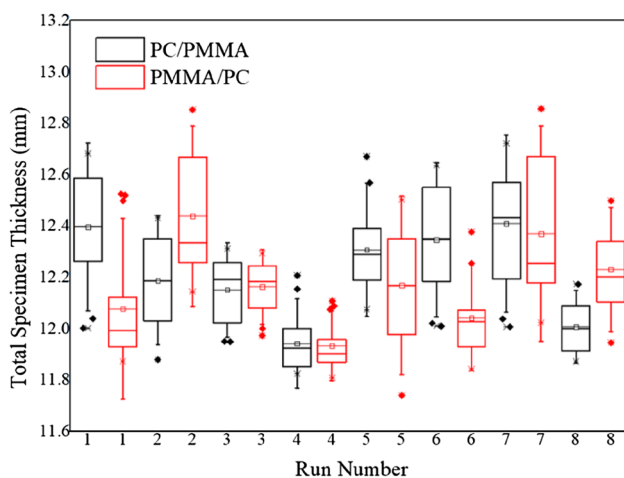 13.2
12.8
12.4
12.0
11.8
11.6
Total Specimen Thickness (mm)
PC/PMMA
PMMA/PC
13.0
12.6
12.2
1 1 2 2 3 3 4 4 5 5 6 6 7 7 8 8
Run Number